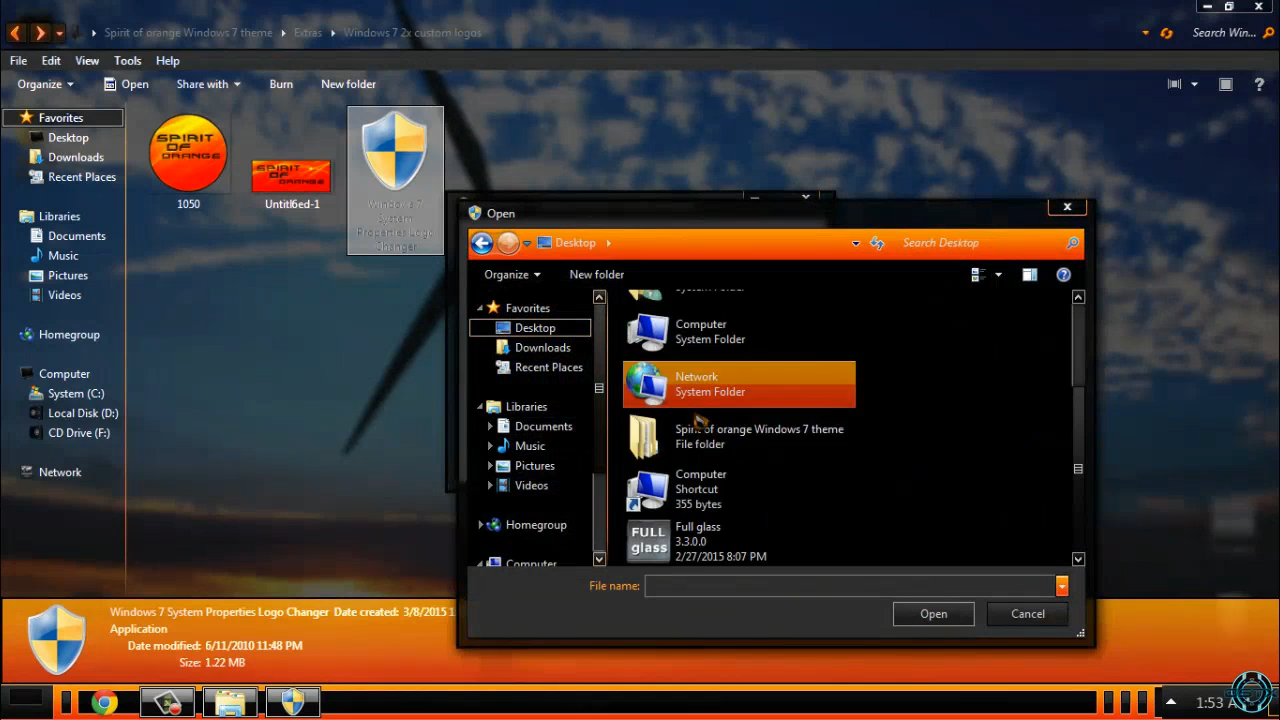 Spirit of orange Windows 7 theme
Extras
Windows 7 2x custom logos
Search Win...
File
Edit
View
Tools
Help
Organize
Open
Share with
Burn
New folder
Favorites
Desktop
Downloads
Recent Places
Libraries
Documents
Music
Pictures
Videos
Homegroup
Computer
System (C:)
Local Disk (D:)
CD Drive (F:)
Network
SPIRIT
OF
ORANGE
1050
SPIRIT
OF
ORANGE
Untitled-1
Windows 7
System
Properties Logo
Changer
Open
Desktop
Search Desktop
Organize
New folder
Favorites
Desktop
Downloads
Recent Places
Libraries
Documents
Music
Pictures
Videos
Homegroup
Computer
System Folder
Computer
System Folder
Network
System Folder
Spirit of orange Windows 7 theme
File folder
Computer
Shortcut
355 bytes
FULL
glass
Full glass
3.3.0.0
2/27/2015 8:07 PM
File name:
Open
Cancel
Windows 7 System Properties Logo Changer Date created: 3/8/2015 1
Application
Date modified: 6/11/2010 11:48 PM
Size: 1.22 MB
1:53